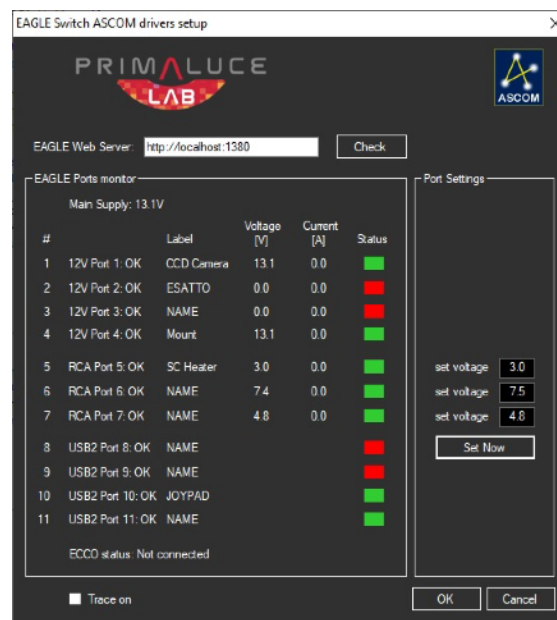 EAGLE Switch ASCOM drivers setup
PRIMALUCE
LAB
ASCOM
EAGLE Web Server: http://localhost:1380 Check
EAGLE Ports monitor
Port Settings
Main Supply: 13.1V
# Label Voltage [V] Current [A] Status
1 12V Port 1: OK CCD Camera 13.1 0.0
2 12V Port 2: OK ESATTO 0.0 0.0
3 12V Port 3: OK NAME 0.0 0.0
4 12V Port 4: OK Mount 13.1 0.0
5 RCA Port 5: OK SC Heater 3.0 0.0 set voltage 3.0
6 RCA Port 6: OK NAME 7.4 0.0 set voltage 7.5
7 RCA Port 7: OK NAME 4.8 0.0 set voltage 4.8
Set Now
8 USB2 Port 8: OK NAME
9 USB2 Port 9: OK NAME
10 USB2 Port 10: OK JOYPAD
11 USB2 Port 11: OK NAME
ECCO status: Not connected
Trace on
OK Cancel